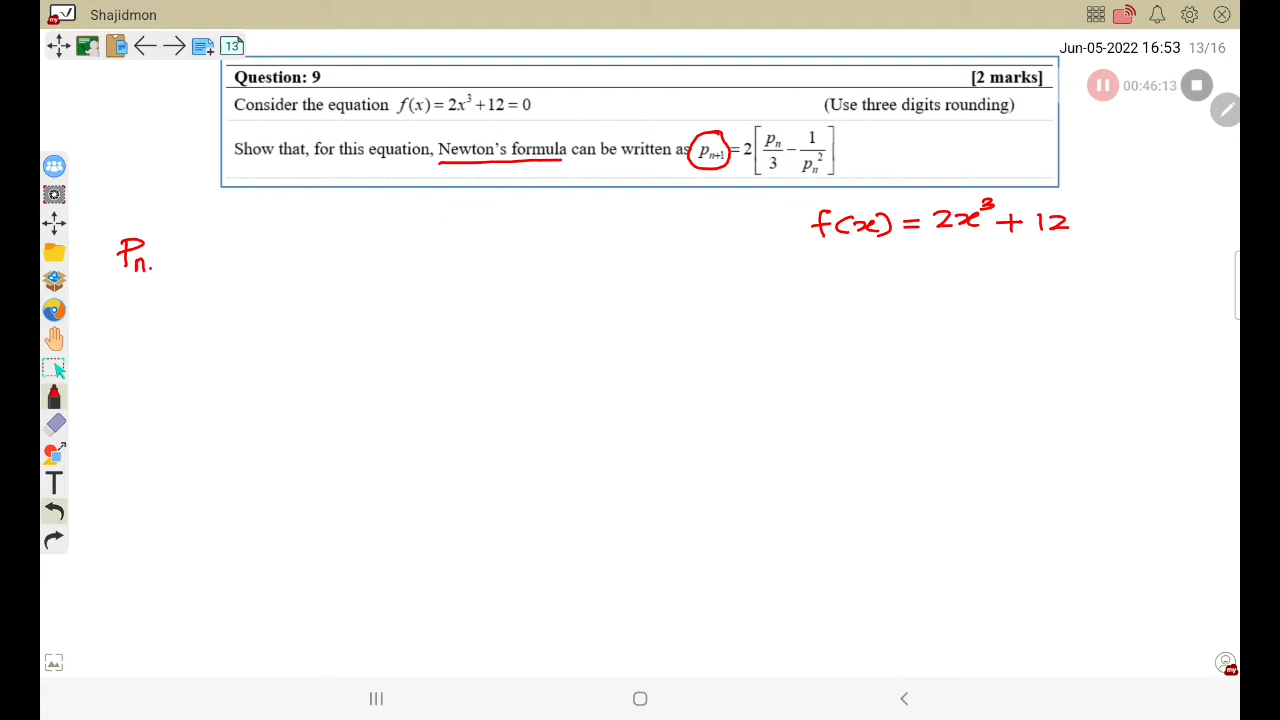 Shajidmon
13
Jun-05-2022 16:53 13/16
00:46:13
Question: 9 [2 marks]
Consider the equation f(x) = 2x³ + 12 = 0 (Use three digits rounding)
Show that, for this equation, Newton's formula can be written as pₙ₊₁ = 2[pₙ/3 − 1/pₙ²]
f(x) = 2x³ + 12
Pₙ.
T